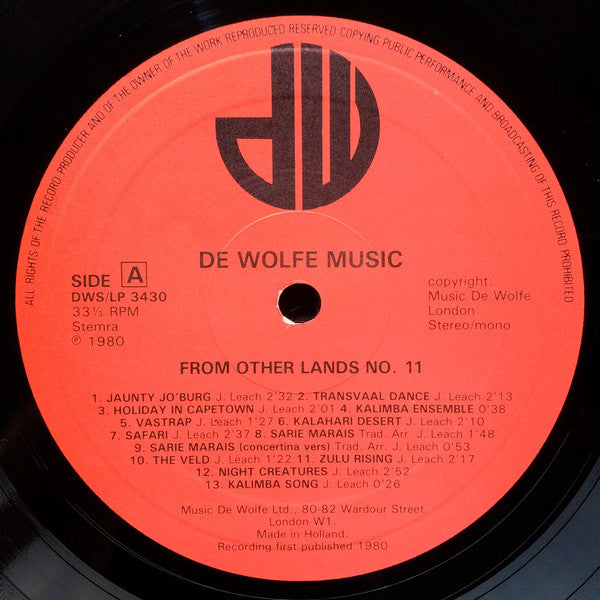 ALL RIGHTS OF THE RECORD PRODUCER AND OF THE OWNER OF THE WORK REPRODUCED RESERVED COPYING PUBLIC PERFORMANCE AND BROADCASTING OF THIS RECORD PROHIBITED
dW
DE WOLFE MUSIC
SIDE A
DWS/LP 3430
33⅓ RPM
Stemra
℗ 1980
copyright:
Music De Wolfe
London
Stereo/mono
FROM OTHER LANDS NO. 11
1. JAUNTY JO'BURG J. Leach 2'32 2. TRANSVAAL DANCE J. Leach 2'13
3. HOLIDAY IN CAPETOWN J. Leach 2'01 4. KALIMBA ENSEMBLE 0'38
5. VASTRAP J. Leach 1'27 6. KALAHARI DESERT J. Leach 2'10
7. SAFARI J. Leach 2'37 8. SARIE MARAIS Trad. Arr. J. Leach 1'48
9. SARIE MARAIS (concertina vers) Trad. Arr. J. Leach 0'53
10. THE VELD J. Leach 1'22 11. ZULU RISING J. Leach 2'17
12. NIGHT CREATURES J. Leach 2'52
13. KALIMBA SONG J. Leach 0'26
Music De Wolfe Ltd., 80-82 Wardour Street
London W1.
Made in Holland.
Recording first published 1980